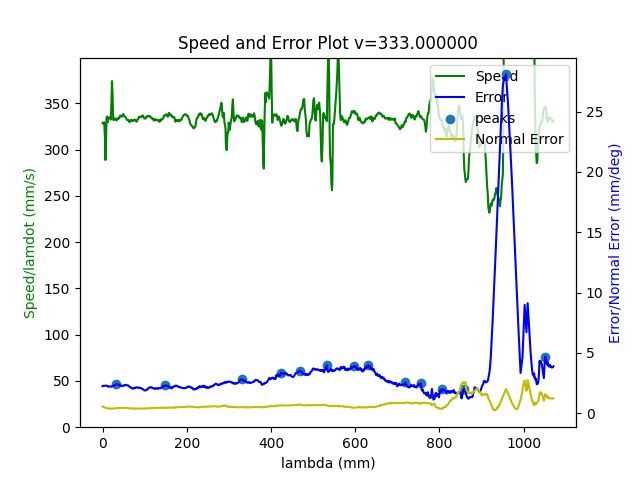 Speed and Error Plot v=333.000000
Speed
Error
peaks
Normal Error
Speed/lamdot (mm/s)
350
300
250
200
150
100
50
0
25
20
15
10
5
0
Error/Normal Error (mm/deg)
0
200
400
600
800
1000
lambda (mm)